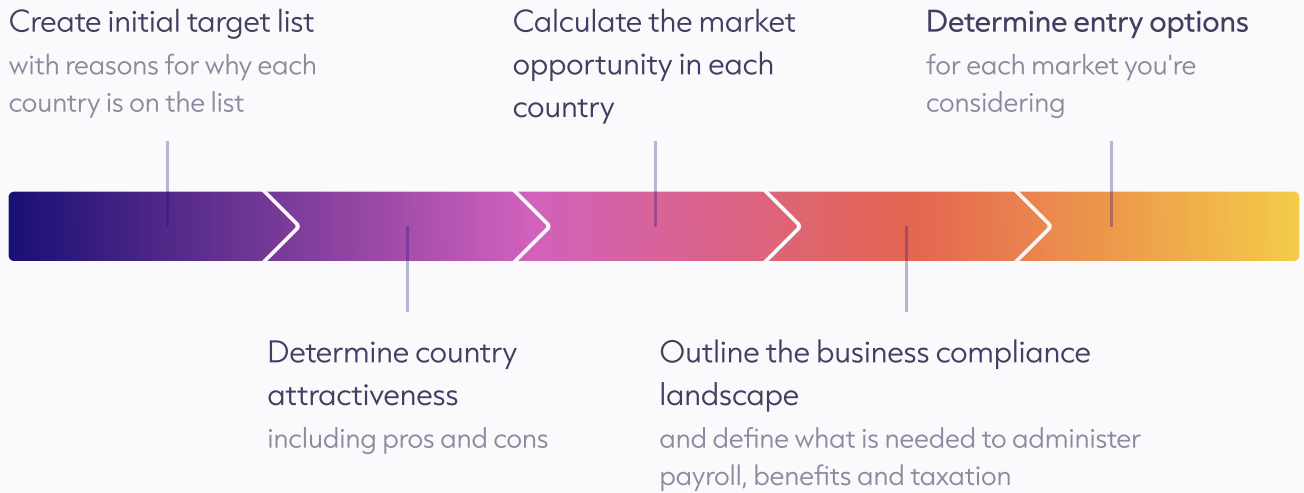 Create initial target list
with reasons for why each
country is on the list
Determine country
attractiveness
including pros and cons
Calculate the market
opportunity in each
country
Outline the business compliance
landscape
and define what is needed to administer
payroll, benefits and taxation
Determine entry options
for each market you're
considering